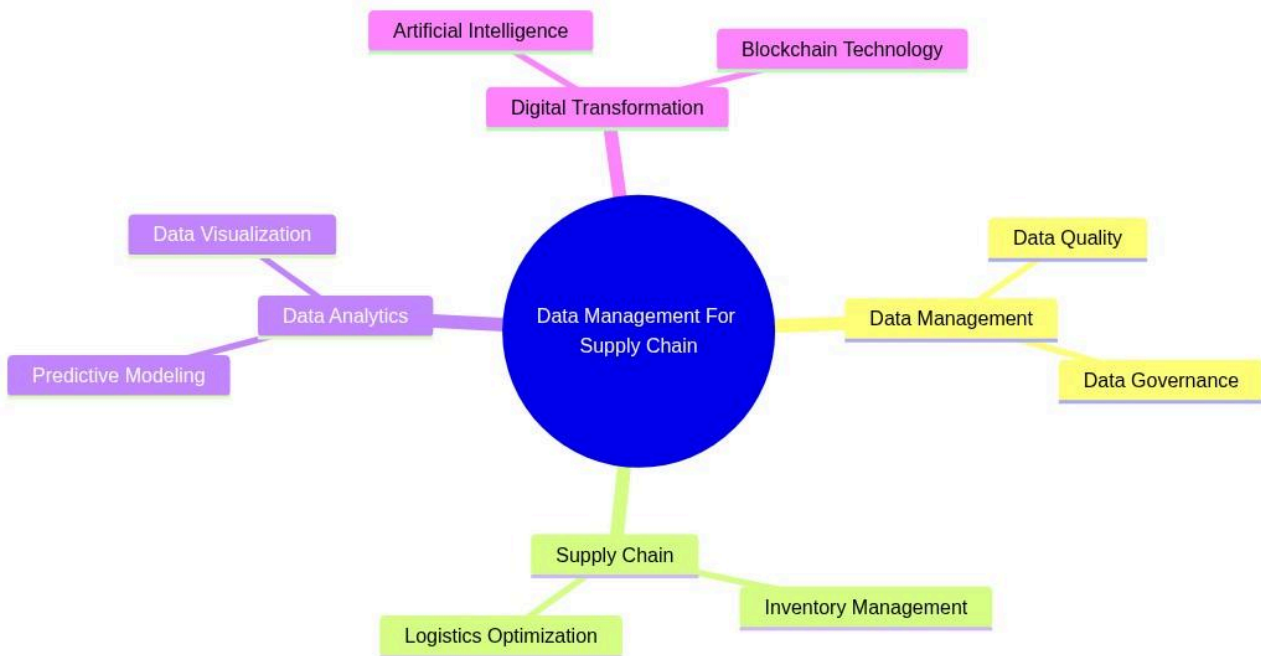 Artificial Intelligence
Blockchain Technology
Digital Transformation
Data Visualization
Data Quality
Data Analytics
Data Management For
Supply Chain
Data Management
Predictive Modeling
Data Governance
Supply Chain
Inventory Management
Logistics Optimization